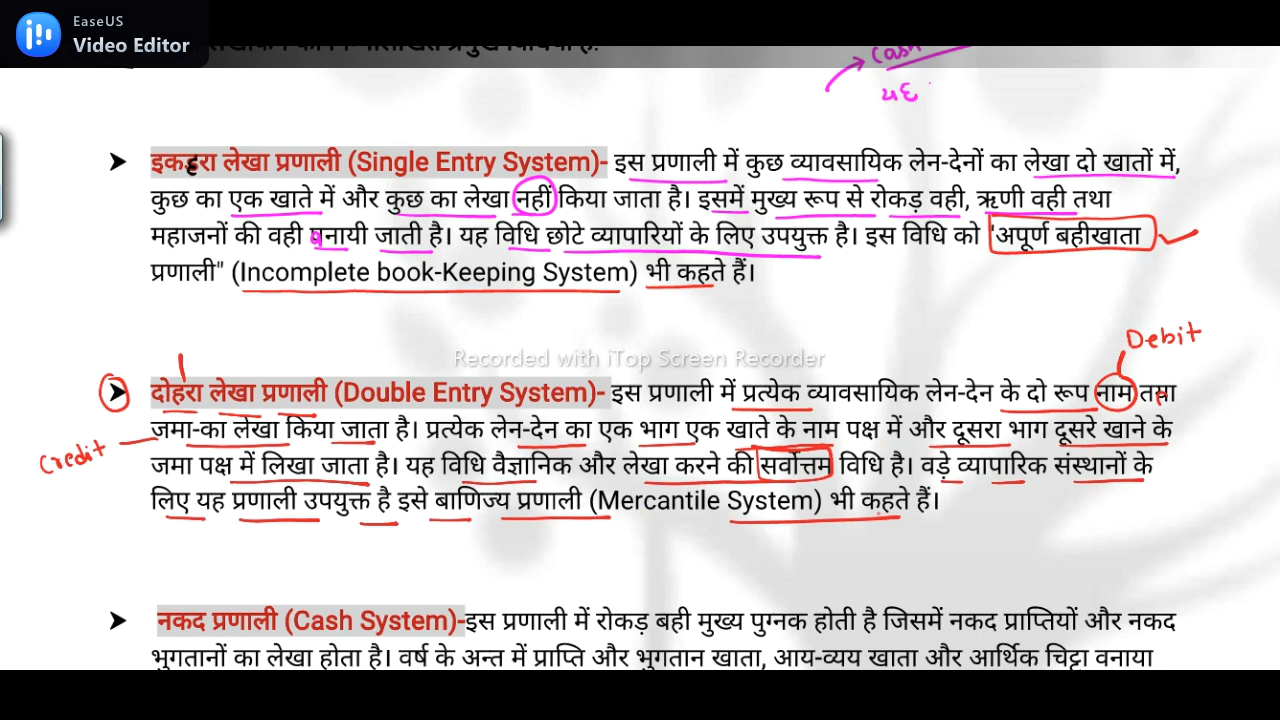 EaseUS
Video Editor
Cash
यह
इकहरा लेखा प्रणाली (Single Entry System)- इस प्रणाली में कुछ व्यावसायिक लेन-देनों का लेखा दो खातों में,
कुछ का एक खाते में और कुछ का लेखा नहीं किया जाता है। इसमें मुख्य रूप से रोकड़ वही, ऋणी वही तथा
महाजनों की वही बनायी जाती है। यह विधि छोटे व्यापारियों के लिए उपयुक्त है। इस विधि को 'अपूर्ण बहीखाता
प्रणाली" (Incomplete book-Keeping System) भी कहते हैं।
Recorded with iTop Screen Recorder
Debit
दोहरा लेखा प्रणाली (Double Entry System)- इस प्रणाली में प्रत्येक व्यावसायिक लेन-देन के दो रूप नाम तथा
जमा-का लेखा किया जाता है। प्रत्येक लेन-देन का एक भाग एक खाते के नाम पक्ष में और दूसरा भाग दूसरे खाने के
Credit
जमा पक्ष में लिखा जाता है। यह विधि वैज्ञानिक और लेखा करने की सर्वोत्तम विधि है। वड़े व्यापारिक संस्थानों के
लिए यह प्रणाली उपयुक्त है इसे बाणिज्य प्रणाली (Mercantile System) भी कहते हैं।
नकद प्रणाली (Cash System)-इस प्रणाली में रोकड़ बही मुख्य पुग्नक होती है जिसमें नकद प्राप्तियों और नकद
भुगतानों का लेखा होता है। वर्ष के अन्त में प्राप्ति और भुगतान खाता, आय-व्यय खाता और आर्थिक चिट्टा वनाया